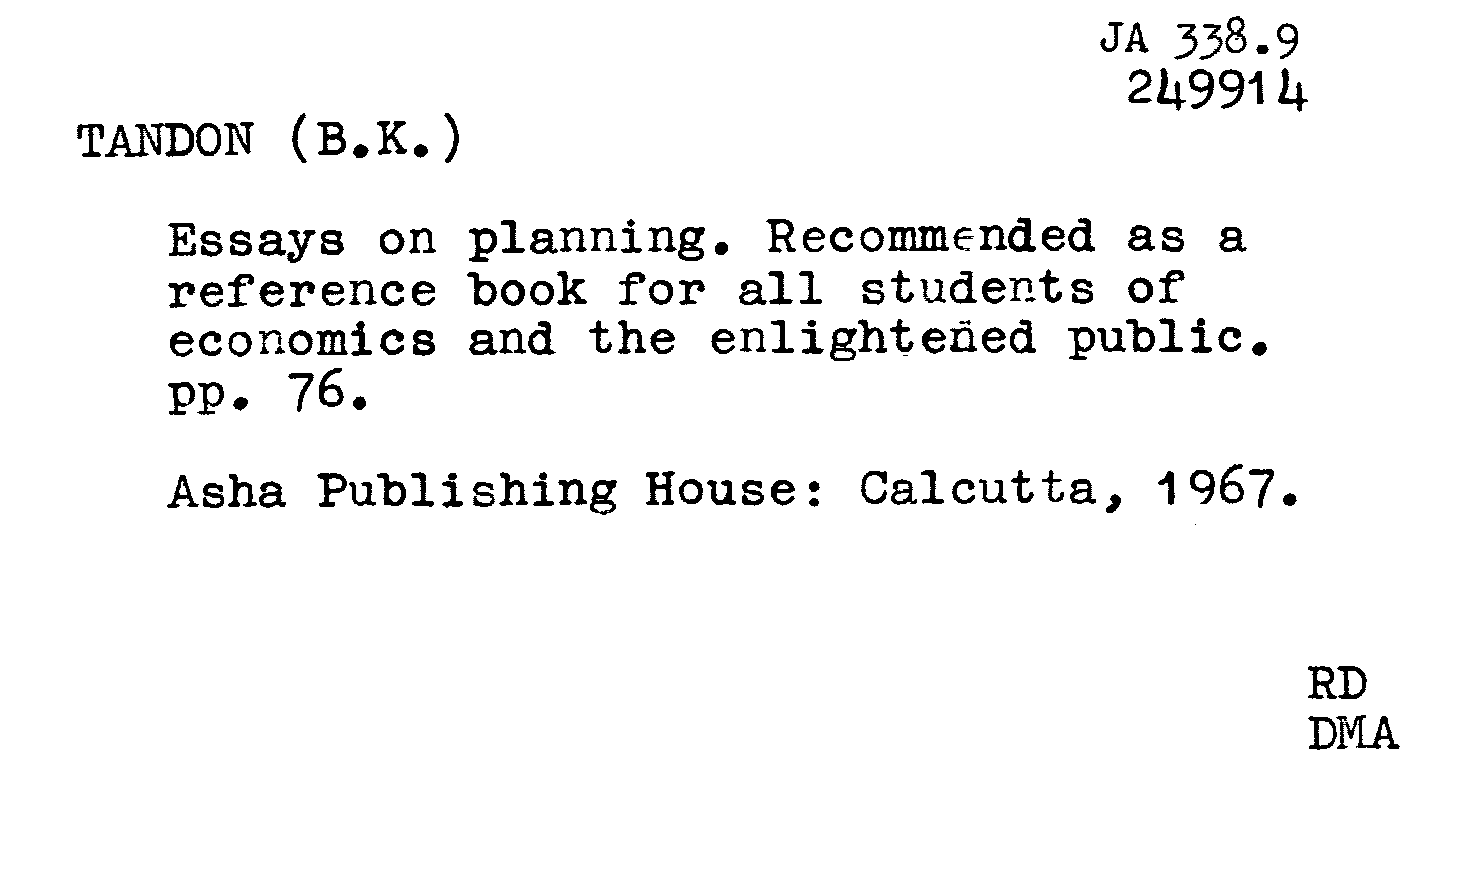 JA 338.9
249914
TANDON (B.K.)
Essays on planning. Recommended as a
reference book for all students of
economics and the enlightened public.
pp. 76.
Asha Publishing House: Calcutta, 1967.
RD
DMA